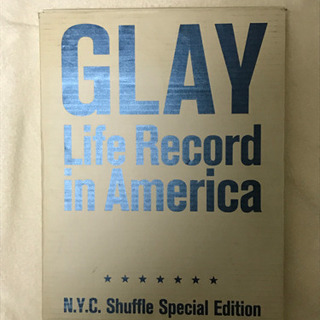 GLAY
Life Record
in America
★ ★ ★ ★ ★ ★ ★
N.Y.C. Shuffle Special Edition